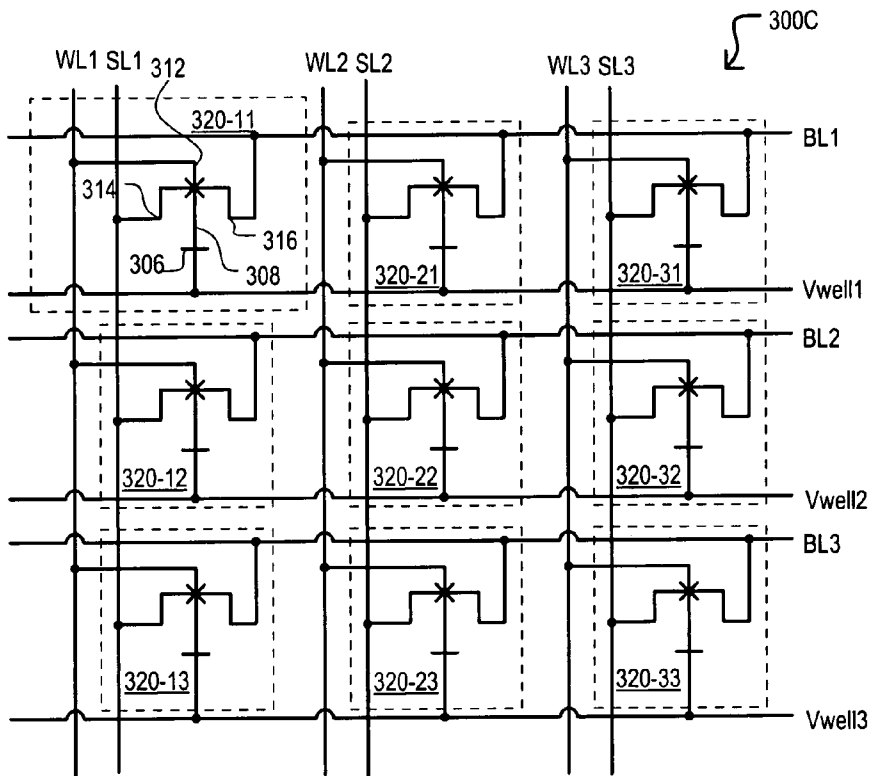 300C
WL1 SL1 312 WL2 SL2 WL3 SL3
320-11 BL1
314 316
306 308 320-21 320-31
Vwell1
BL2
320-12 320-22 320-32
Vwell2
BL3
320-13 320-23 320-33
Vwell3